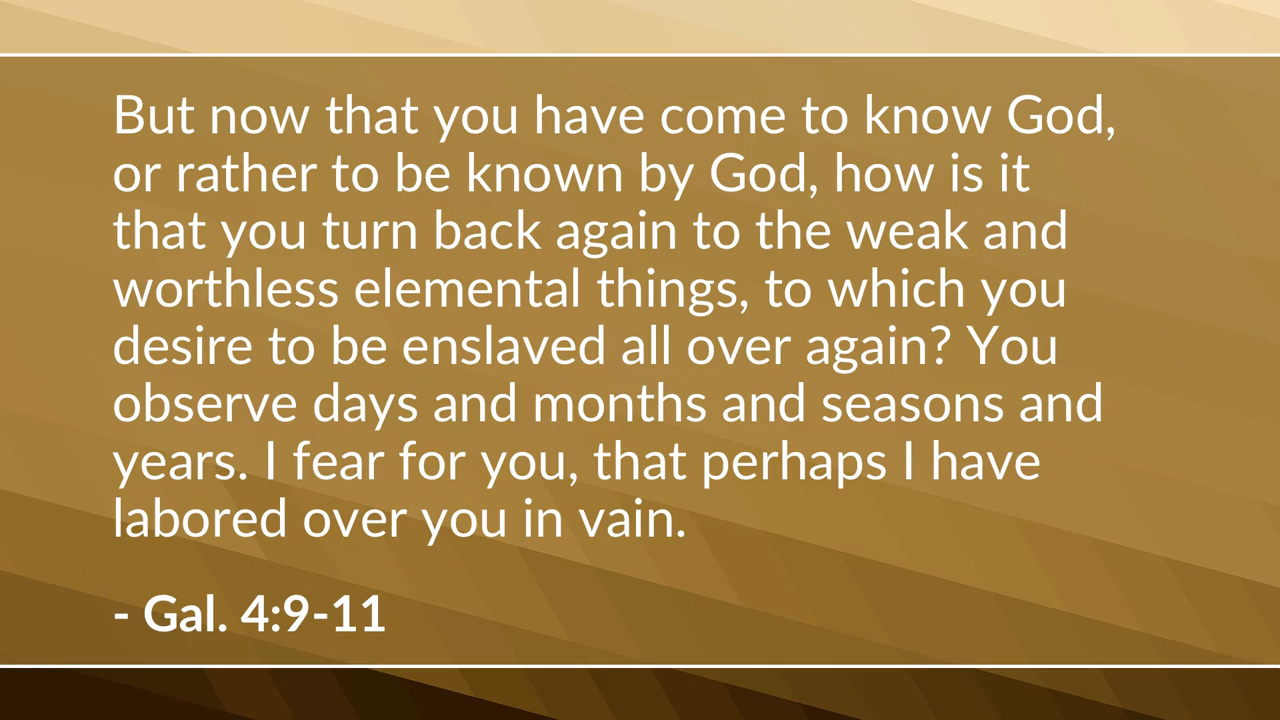 But now that you have come to know God,
or rather to be known by God, how is it
that you turn back again to the weak and
worthless elemental things, to which you
desire to be enslaved all over again? You
observe days and months and seasons and
years. I fear for you, that perhaps I have
labored over you in vain.
- Gal. 4:9-11